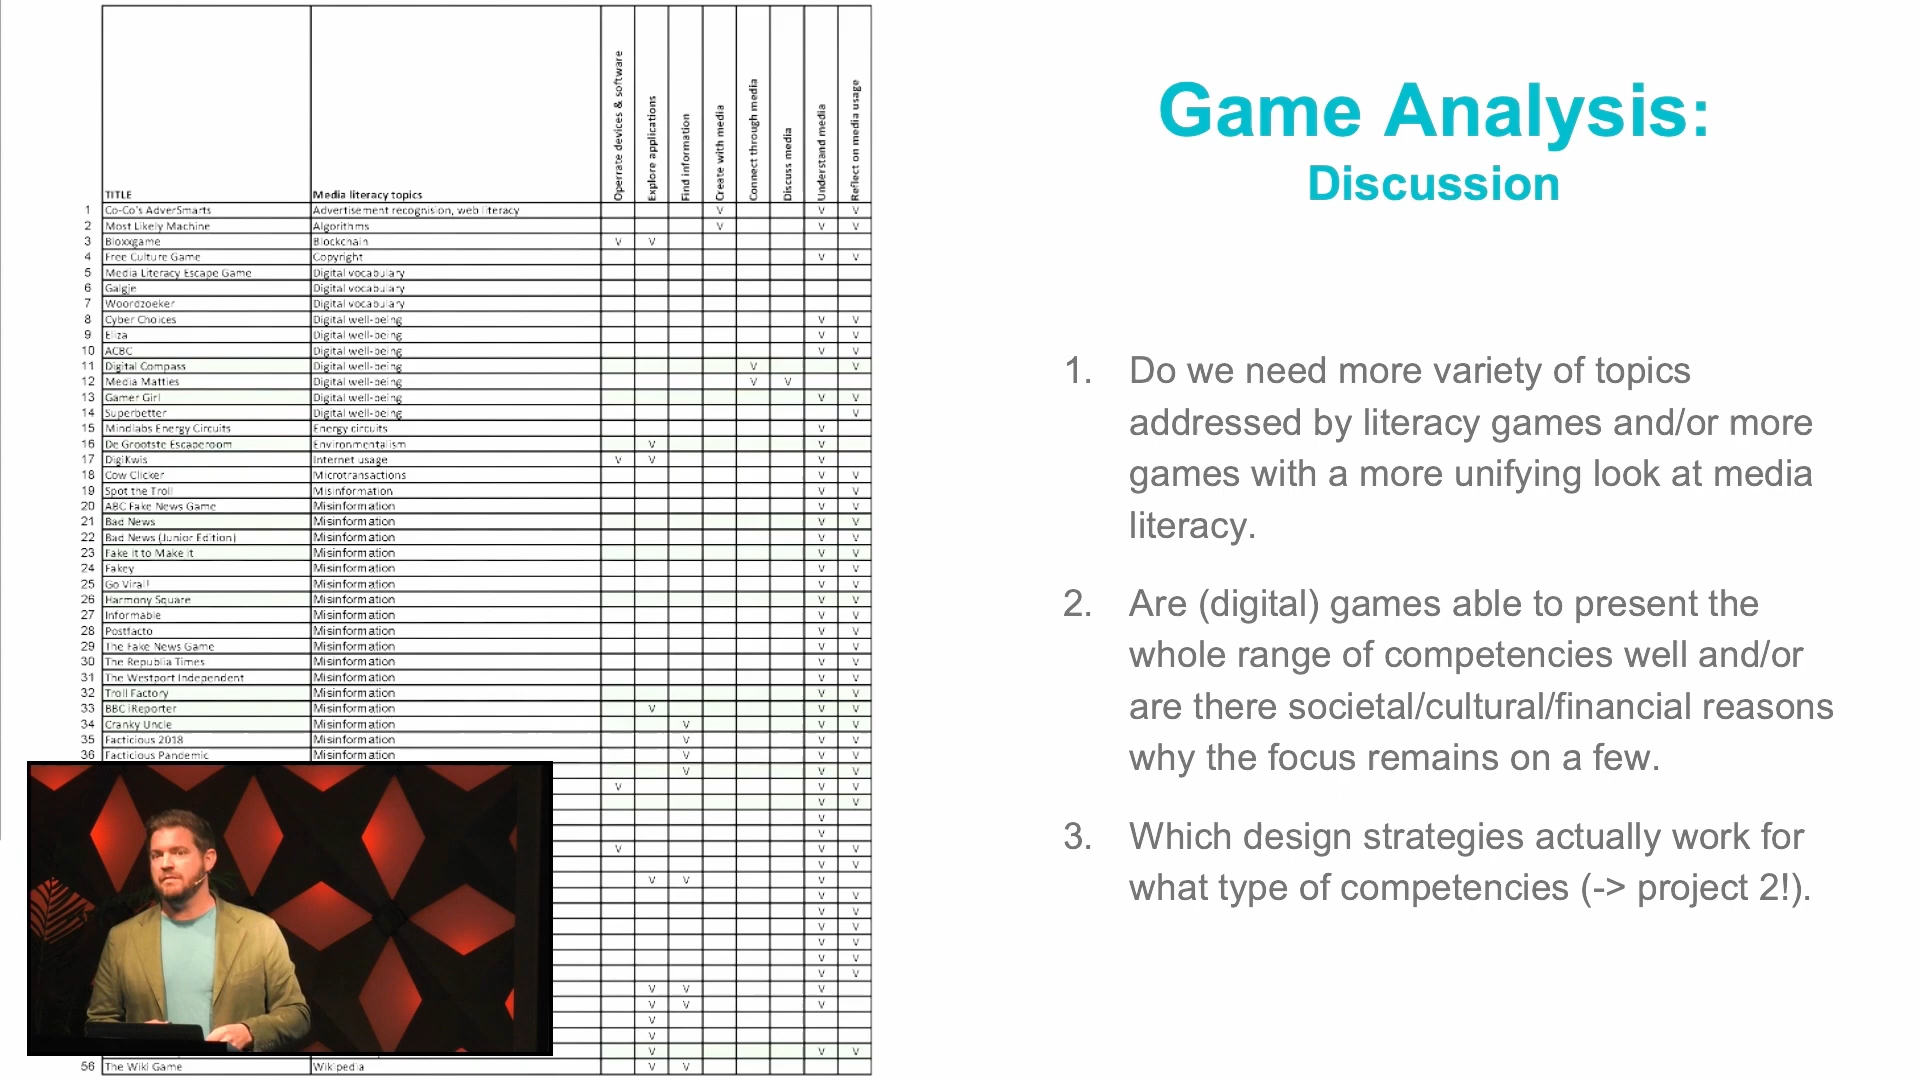 Operrate devices & software
Explore applications
Find information
Create with media
Connect through media
Discuss media
Understand media
Reflect on media usage
TITLE Media literacy topics
1 Co-Co's AdverSmarts Advertisement recognision, web literacy V V V
2 Most Likely Machine Algorithms V V V
3 Bloxxgame Blockchain V V
4 Free Culture Game Copyright V V
5 Media Literacy Escape Game Digital vocabulary
6 Galgje Digital vocabulary
7 Woordzoeker Digital vocabulary
8 Cyber Choices Digital well-being V V
9 Eliza Digital well-being V V
10 ACBC Digital well-being V V
11 Digital Compass Digital well-being V V
12 Media Matties Digital well-being V V
13 Gamer Girl Digital well-being V V
14 Superbetter Digital well-being V
15 Mindlabs Energy Circuits Energy circuits V
16 De Grootste Escaperoom Environmentalism V V
17 DigiKwis Internet usage V V V
18 Cow Clicker Microtransactions V V
19 Spot the Troll Misinformation V V
20 ABC Fake News Game Misinformation V V
21 Bad News Misinformation V V
22 Bad News (Junior Edition) Misinformation V V
23 Fake it to Make it Misinformation V V
24 Fakey Misinformation V V
25 Go Viral! Misinformation V V
26 Harmony Square Misinformation V V
27 Informable Misinformation V V
28 Postfacto Misinformation V V
29 The Fake News Game Misinformation V V
30 The Republia Times Misinformation V V
31 The Westport Independent Misinformation V V
32 Troll Factory Misinformation V V
33 BBC iReporter Misinformation V V V
34 Cranky Uncle Misinformation V V V
35 Facticious 2018 Misinformation V V V
36 Facticious Pandemic Misinformation V V V
V V V
V V V
V V
V
V
V V V
V V
V V V
V V
V V
V V
V V
V V
V V
V V V
V V V
V
V
V V V
56 The Wiki Game Wikipedia V V
Game Analysis:
Discussion
1. Do we need more variety of topics
addressed by literacy games and/or more
games with a more unifying look at media
literacy.
2. Are (digital) games able to present the
whole range of competencies well and/or
are there societal/cultural/financial reasons
why the focus remains on a few.
3. Which design strategies actually work for
what type of competencies (-> project 2!).